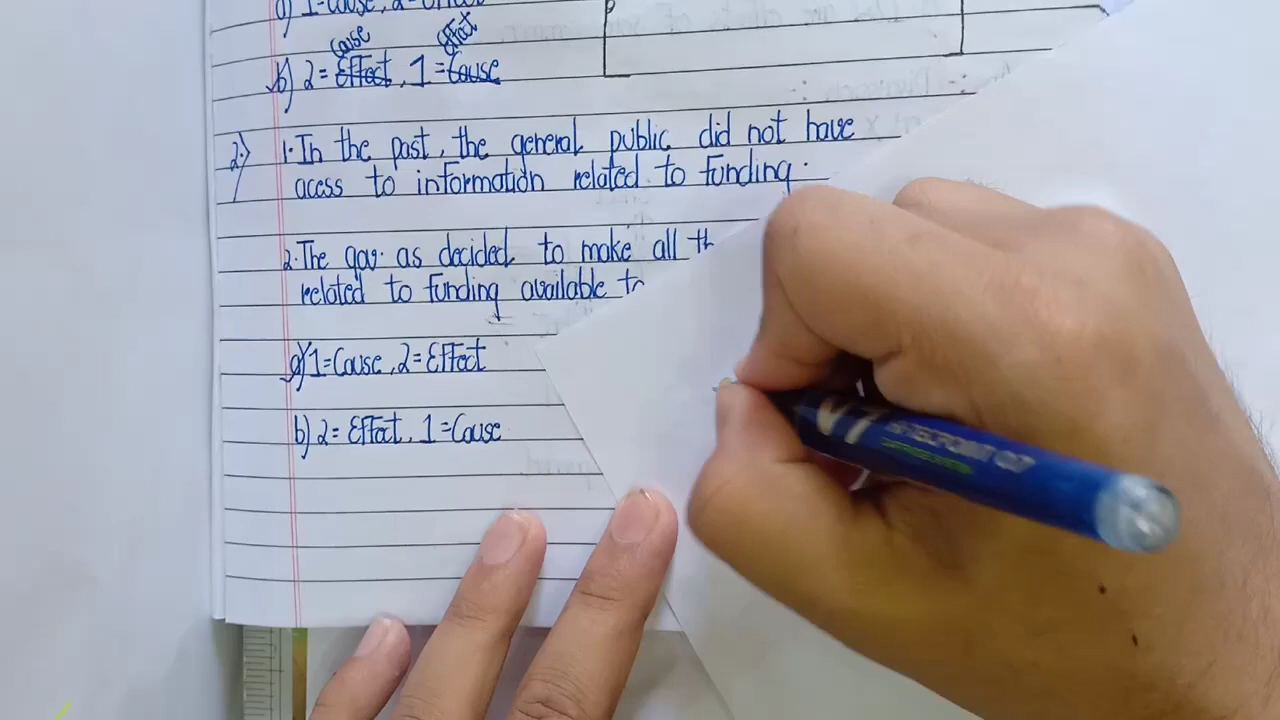 a) 1-Cause, 2-Effect
Cause Effect
b) 2= Effect, 1=Cause
2.) 1. In the past, the general public did not have
acess to information related to funding.
2. The gov. as decided to make all th
related to funding available to
a) 1=Cause, 2=Effect
b) 2= Effect, 1=Cause
V7